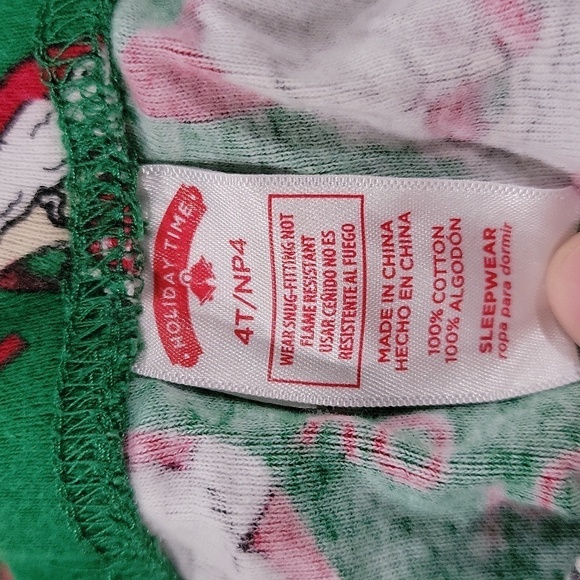 HOLIDAY TIME
4T/NP4
WEAR SNUG-FITTING NOT
FLAME RESISTANT
USAR CEÑIDO NO ES
RESISTENTE AL FUEGO
MADE IN CHINA
HECHO EN CHINA
100% COTTON
100% ALGODÓN
SLEEPWEAR
ropa para dormir